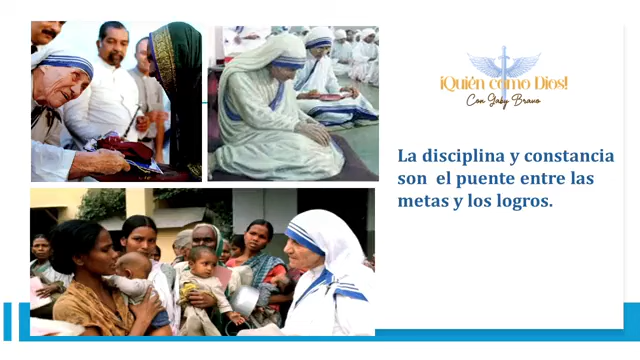 ¡Quién como Dios!
Con Gaby Bravo
La disciplina y constancia
son el puente entre las
metas y los logros.